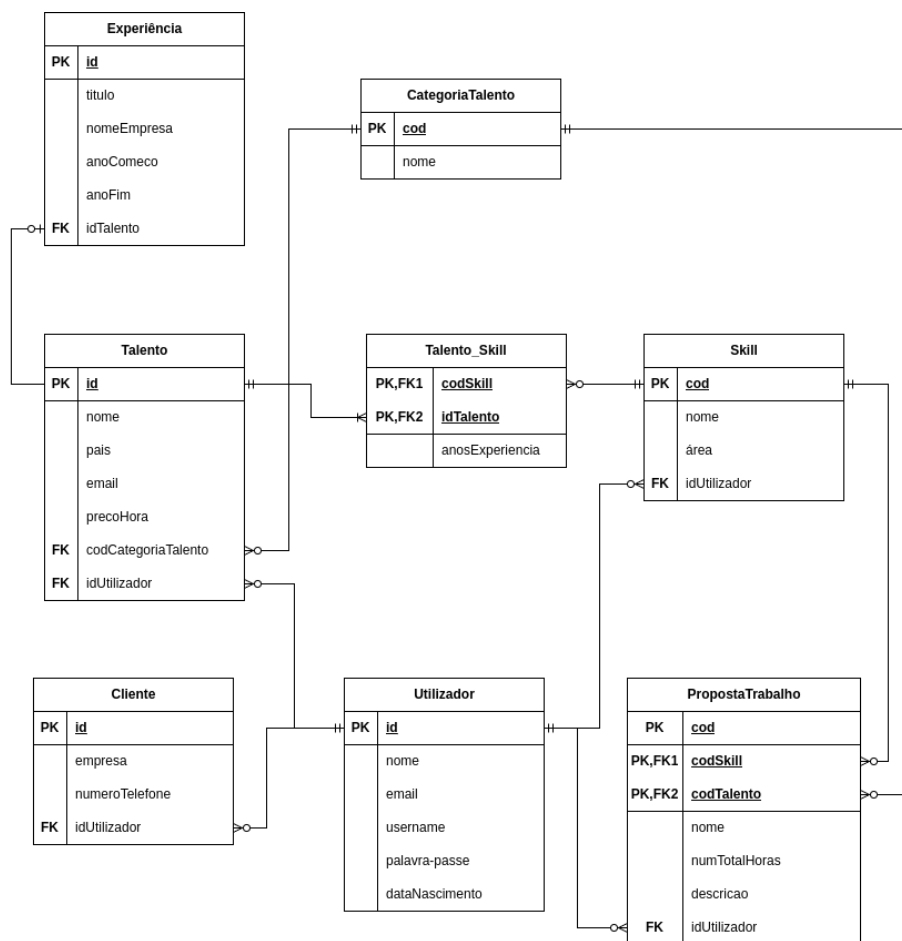 Experiência
PK id
titulo
nomeEmpresa
anoComeco
anoFim
FK idTalento
CategoriaTalento
PK cod
nome
Talento
PK id
nome
pais
email
precoHora
FK codCategoriaTalento
FK idUtilizador
Talento_Skill
PK,FK1 codSkill
PK,FK2 idTalento
anosExperiencia
Skill
PK cod
nome
área
FK idUtilizador
Cliente
PK id
empresa
numeroTelefone
FK idUtilizador
Utilizador
PK id
nome
email
username
palavra-passe
dataNascimento
PropostaTrabalho
PK cod
PK,FK1 codSkill
PK,FK2 codTalento
nome
numTotalHoras
descricao
FK idUtilizador